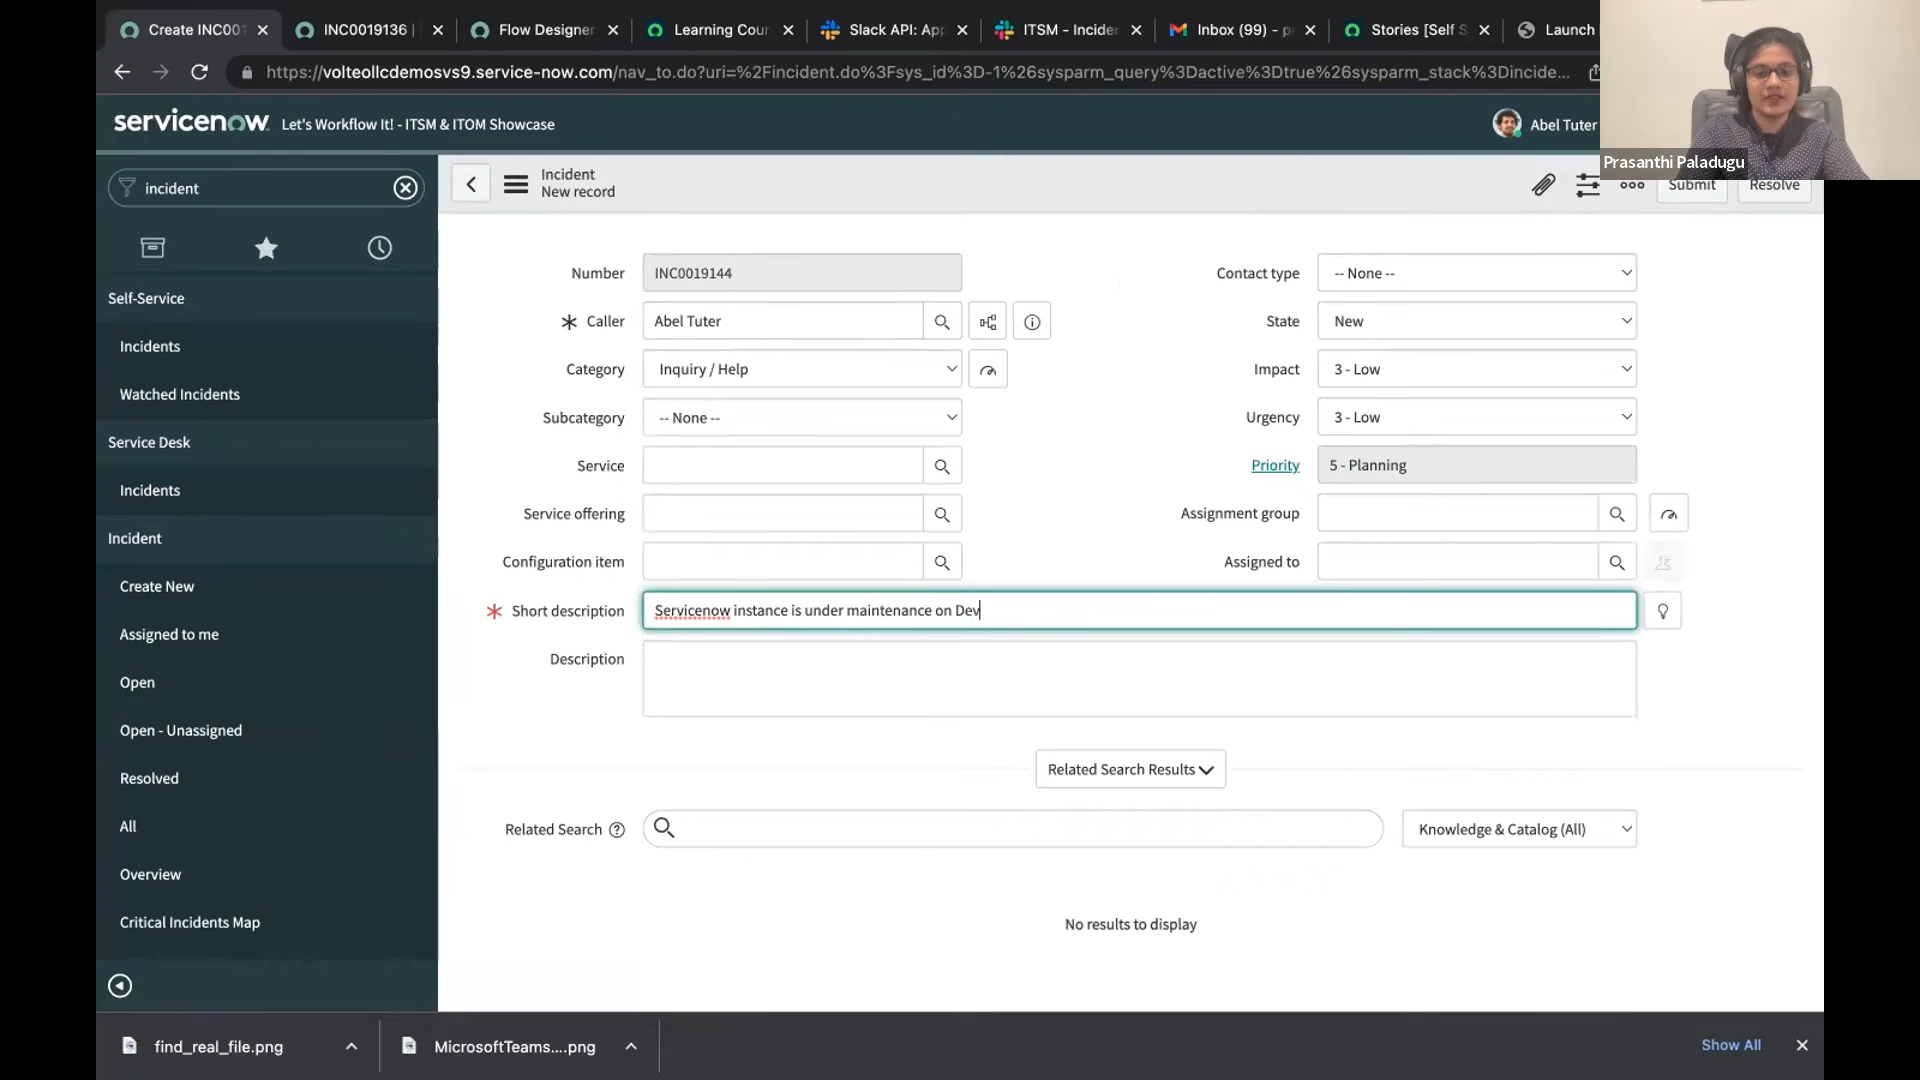 Create INC001
INC0019136 |
Flow Designer
Learning Cour
Slack API: App
ITSM - Inciden
Inbox (99) - p
Stories [Self S
Launch
https://volteollcdemosvs9.service-now.com/nav_to.do?uri=%2Fincident.do%3Fsys_id%3D-1%26sysparm_query%3Dactive%3Dtrue%26sysparm_stack%3Dincide...
servicenow Let's Workflow It! - ITSM & ITOM Showcase
Abel Tuter
Prasanthi Paladugu
incident
Self-Service
Incidents
Watched Incidents
Service Desk
Incidents
Incident
Create New
Assigned to me
Open
Open - Unassigned
Resolved
All
Overview
Critical Incidents Map
Incident
New record
Submit
Resolve
Number INC0019144
Caller Abel Tuter
Category Inquiry / Help
Subcategory -- None --
Service
Service offering
Configuration item
Contact type -- None --
State New
Impact 3 - Low
Urgency 3 - Low
Priority 5 - Planning
Assignment group
Assigned to
Short description Servicenow instance is under maintenance on Dev
Description
Related Search Results
Related Search
Knowledge & Catalog (All)
No results to display
find_real_file.png
MicrosoftTeams....png
Show All